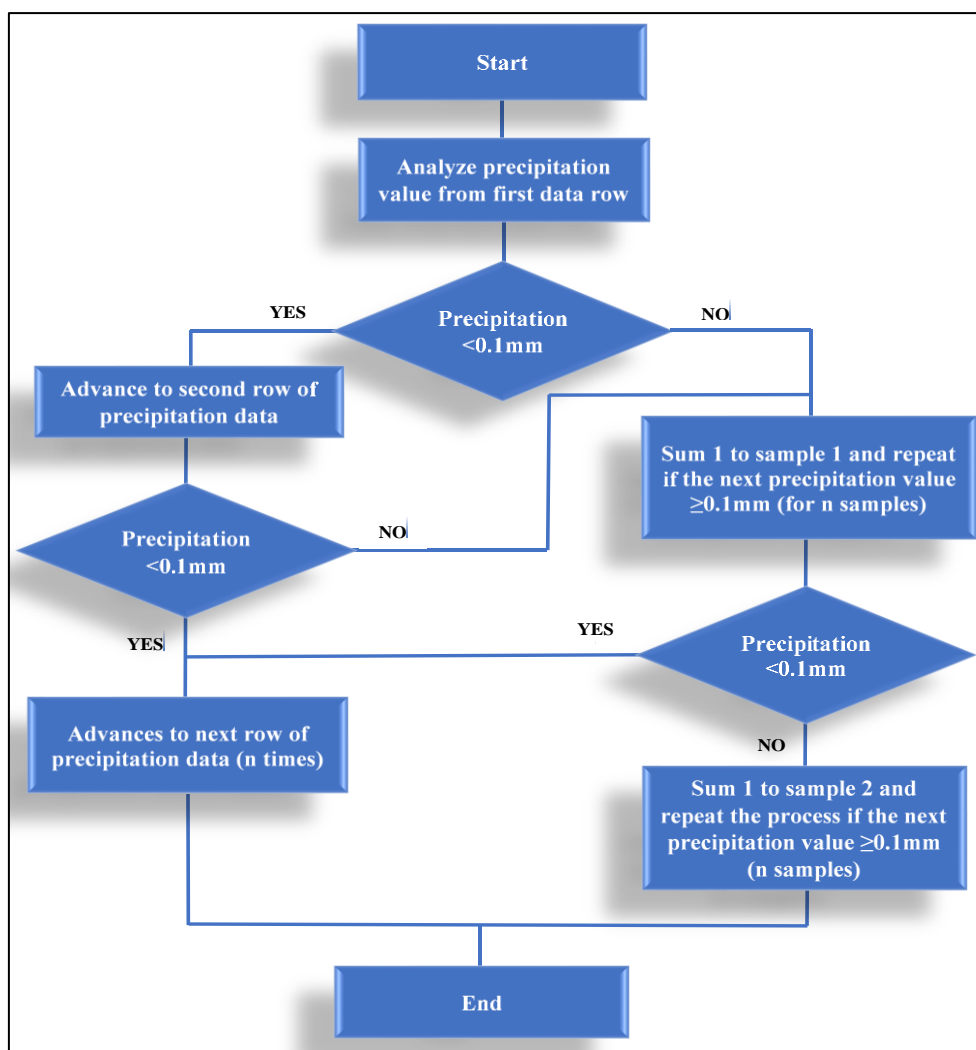 Start
Analyze precipitation
value from first data row
YES
Precipitation
<0.1mm
NO
Advance to second row of
precipitation data
Sum 1 to sample 1 and repeat
if the next precipitation value
≥0.1mm (for n samples)
Precipitation
<0.1mm
NO
YES
YES
Precipitation
<0.1mm
Advances to next row of
precipitation data (n times)
NO
Sum 1 to sample 2 and
repeat the process if the next
precipitation value ≥0.1mm
(n samples)
End